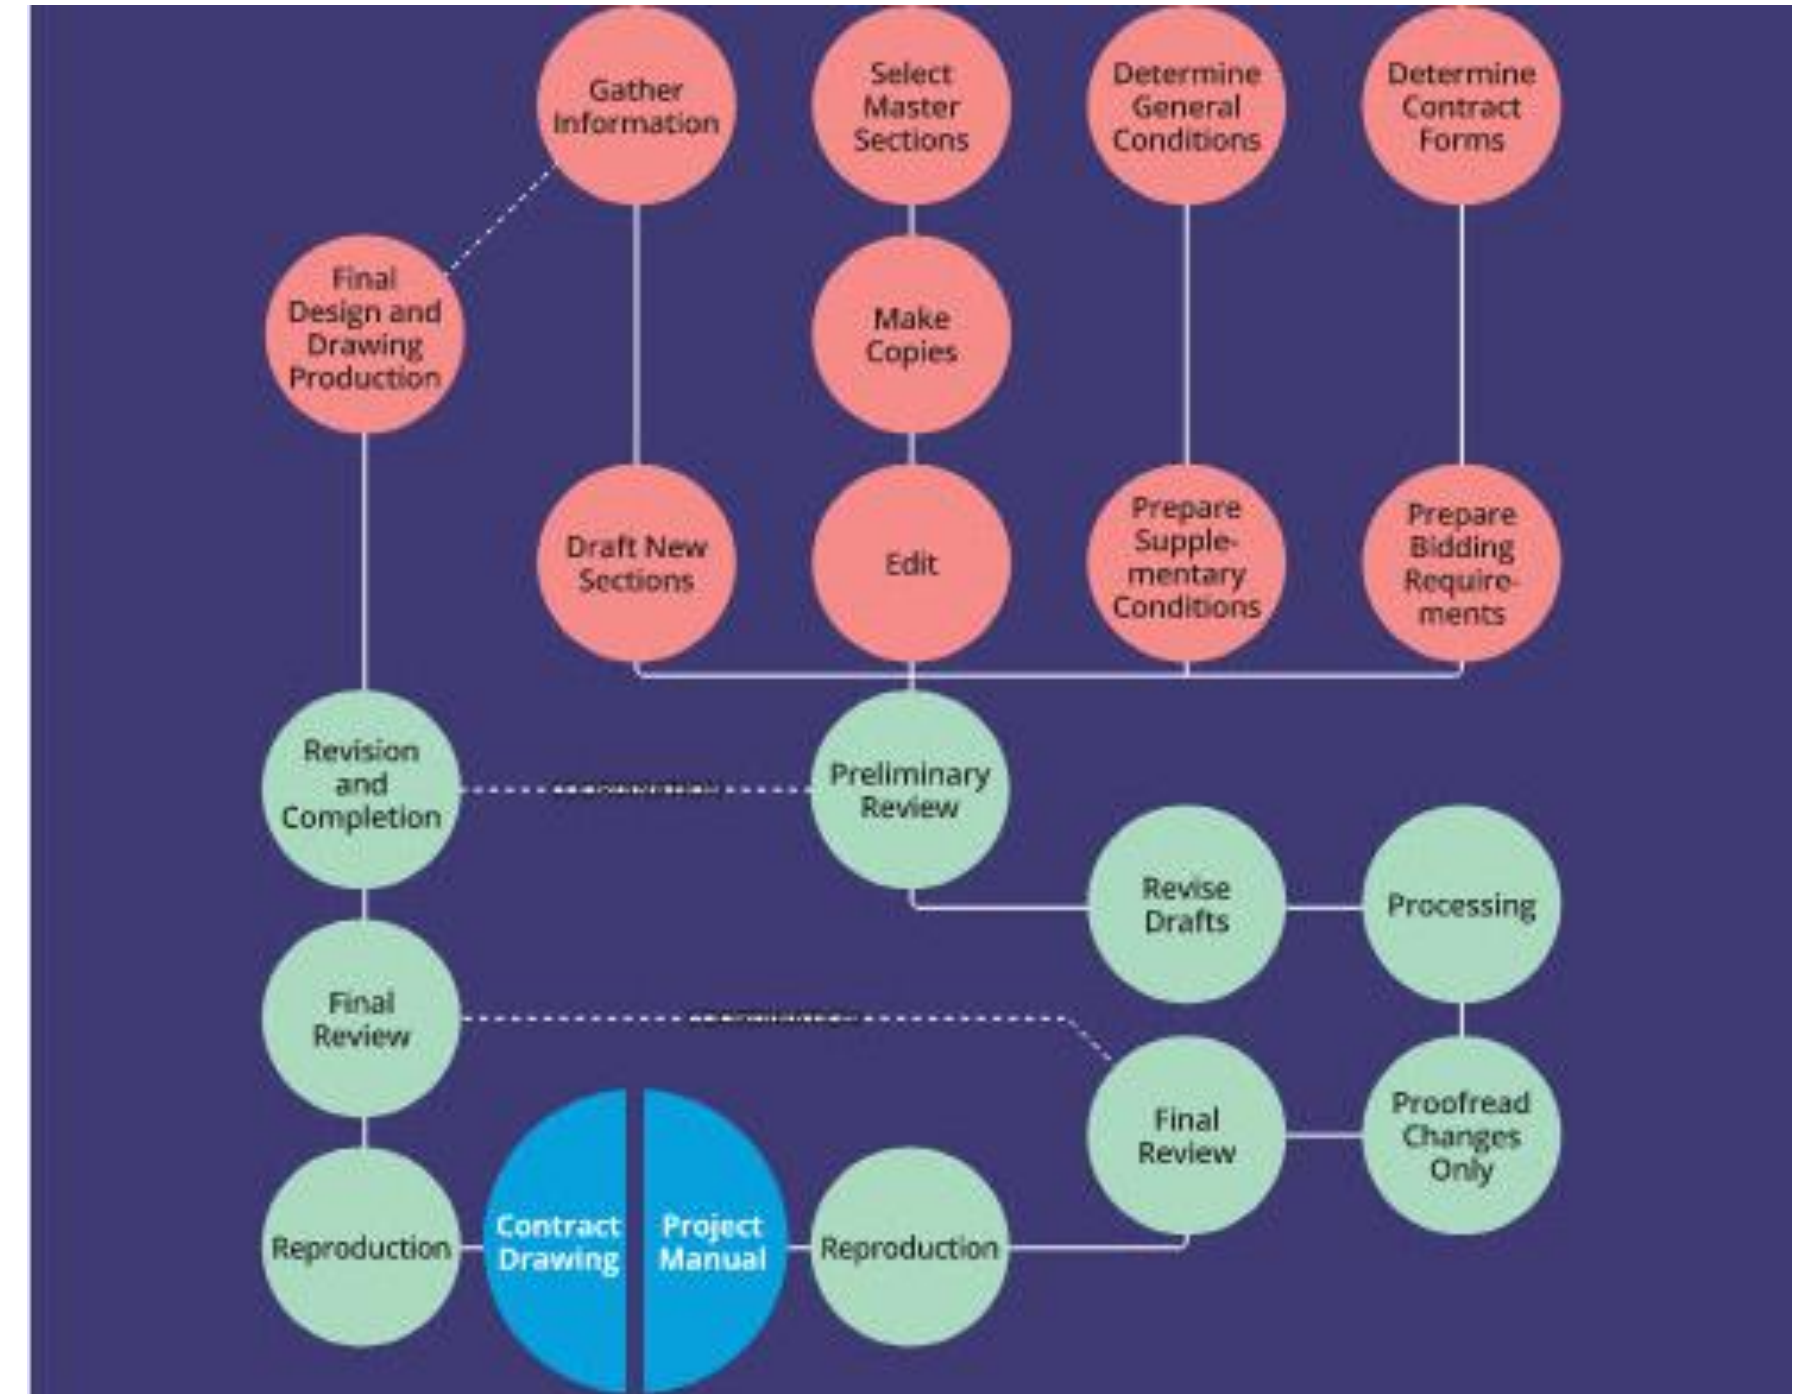 Gather
Information
Select
Master
Sections
Determine
General
Conditions
Determine
Contract
Forms
Final
Design and
Drawing
Production
Make
Copies
Draft New
Sections
Edit
Prepare
Supple-
mentary
Conditions
Prepare
Bidding
Require-
ments
Revision
and
Completion
Preliminary
Review
Revise
Drafts
Processing
Final
Review
Final
Review
Proofread
Changes
Only
Reproduction
Contract
Drawing
Project
Manual
Reproduction